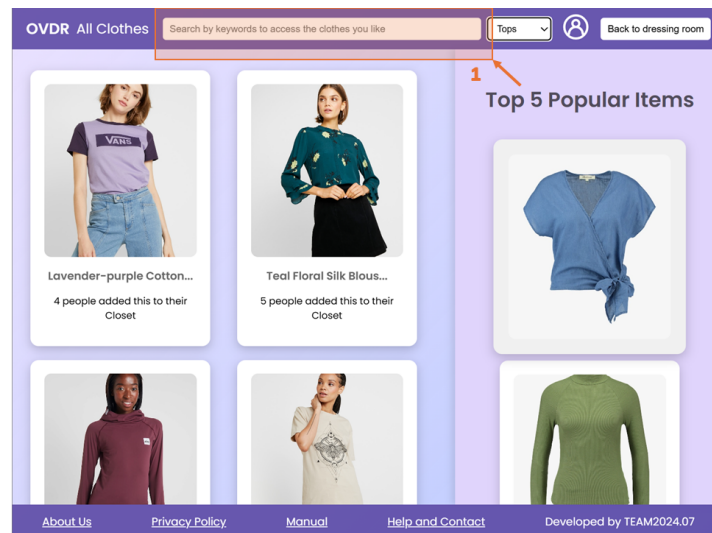 OVDR All Clothes
Search by keywords to access the clothes you like
Tops
Back to dressing room
1
Top 5 Popular Items
VANS
Lavender-purple Cotton...
4 people added this to their
Closet
Teal Floral Silk Blous...
5 people added this to their
Closet
About Us
Privacy Policy
Manual
Help and Contact
Developed by TEAM2024.07